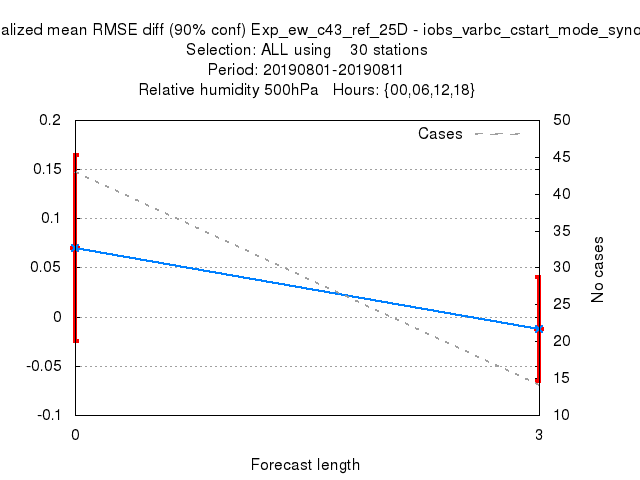 alized mean RMSE diff (90% conf) Exp_ew_c43_ref_25D - iobs_varbc_cstart_mode_syno
Selection: ALL using 30 stations
Period: 20190801-20190811
Relative humidity 500hPa Hours: {00,06,12,18}
Cases
0.2
0.15
0.1
0.05
0
-0.05
-0.1
50
45
40
35
30
25
20
15
10
No cases
0
3
Forecast length